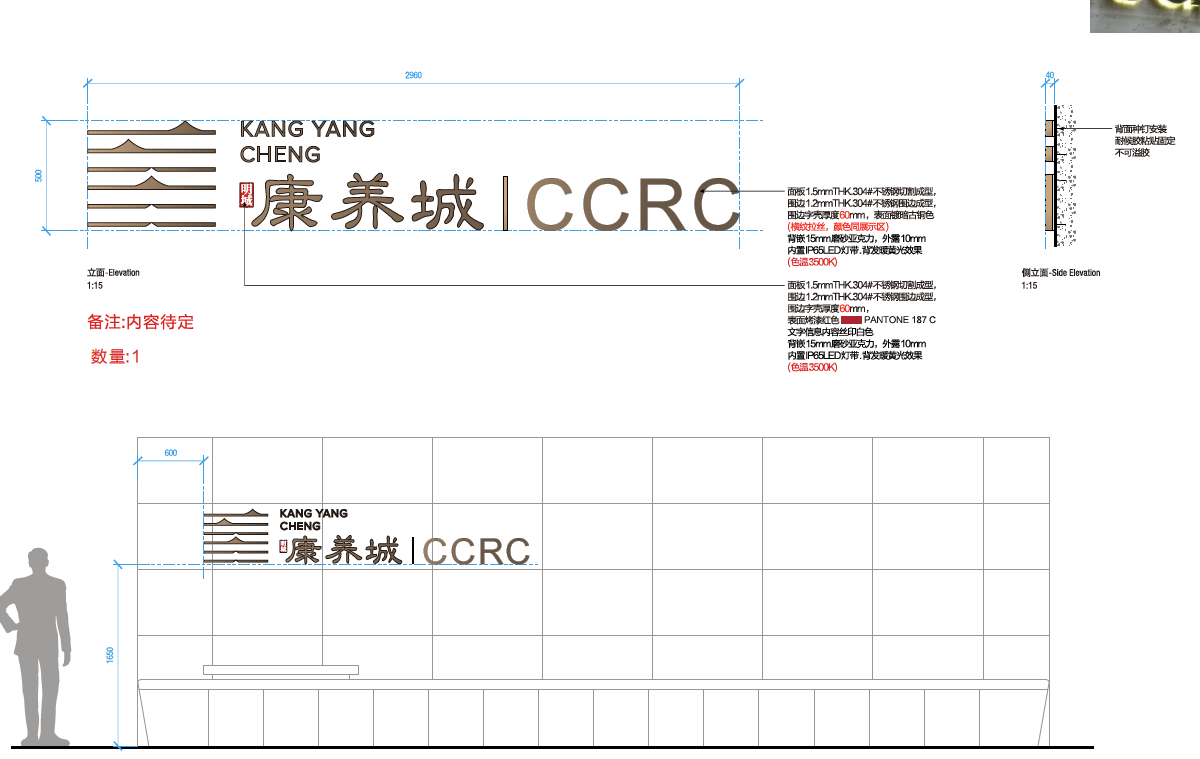 2960
40
500
KANG YANG
CHENG
明城
康养城
CCRC
背面种钉安装
耐候胶粘贴固定
不可溢胶
面板1.5mmTHK.304#不锈钢切割成型,
围边1.2mmTHK.304#不锈钢围边成型,
围边字壳厚度60mm, 表面镀暗古铜色
(横纹拉丝, 颜色同展示区)
背嵌15mm磨砂亚克力, 外露10mm
内置IP65LED灯带.背发暖黄光效果
(色温3500K)
立面-Elevation
1:15
侧立面-Side Elevation
1:15
面板1.5mmTHK.304#不锈钢切割成型,
围边1.2mmTHK.304#不锈钢围边成型,
围边字壳厚度60mm,
表面烤漆红色 PANTONE 187 C
文字信息内容丝印白色
背嵌15mm磨砂亚克力, 外露10mm
内置IP65LED灯带.背发暖黄光效果
(色温3500K)
备注:内容待定
数量:1
600
KANG YANG
CHENG
康养城
CCRC
1650